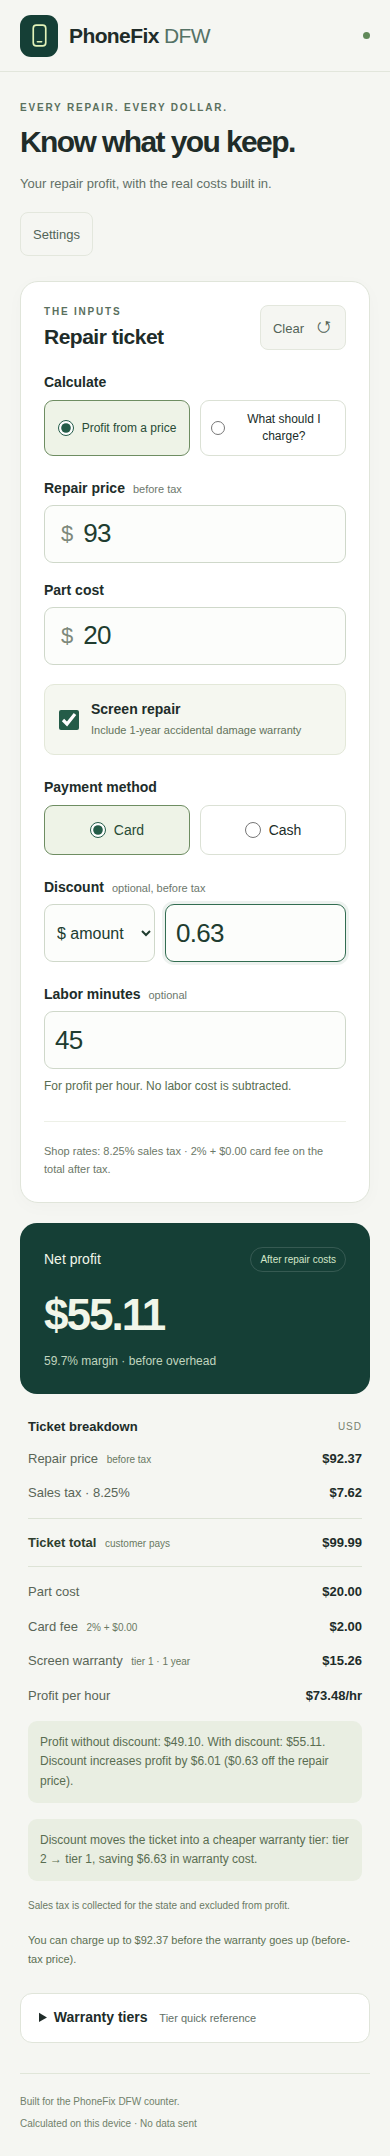 PhoneFix DFW
EVERY REPAIR. EVERY DOLLAR.
Know what you keep.
Your repair profit, with the real costs built in.
Settings
THE INPUTS
Repair ticket
Clear
Calculate
Profit from a price
What should I
charge?
Repair price before tax
$ 93
Part cost
$ 20
Screen repair
Include 1-year accidental damage warranty
Payment method
Card
Cash
Discount optional, before tax
$ amount
0.63
Labor minutes optional
45
For profit per hour. No labor cost is subtracted.
Shop rates: 8.25% sales tax · 2% + $0.00 card fee on the
total after tax.
Net profit
After repair costs
$55.11
59.7% margin · before overhead
Ticket breakdown USD
Repair price before tax $92.37
Sales tax · 8.25% $7.62
Ticket total customer pays $99.99
Part cost $20.00
Card fee 2% + $0.00 $2.00
Screen warranty tier 1 · 1 year $15.26
Profit per hour $73.48/hr
Profit without discount: $49.10. With discount: $55.11.
Discount increases profit by $6.01 ($0.63 off the repair
price).
Discount moves the ticket into a cheaper warranty tier: tier
2 → tier 1, saving $6.63 in warranty cost.
Sales tax is collected for the state and excluded from profit.
You can charge up to $92.37 before the warranty goes up (before-
tax price).
Warranty tiers Tier quick reference
Built for the PhoneFix DFW counter.
Calculated on this device · No data sent